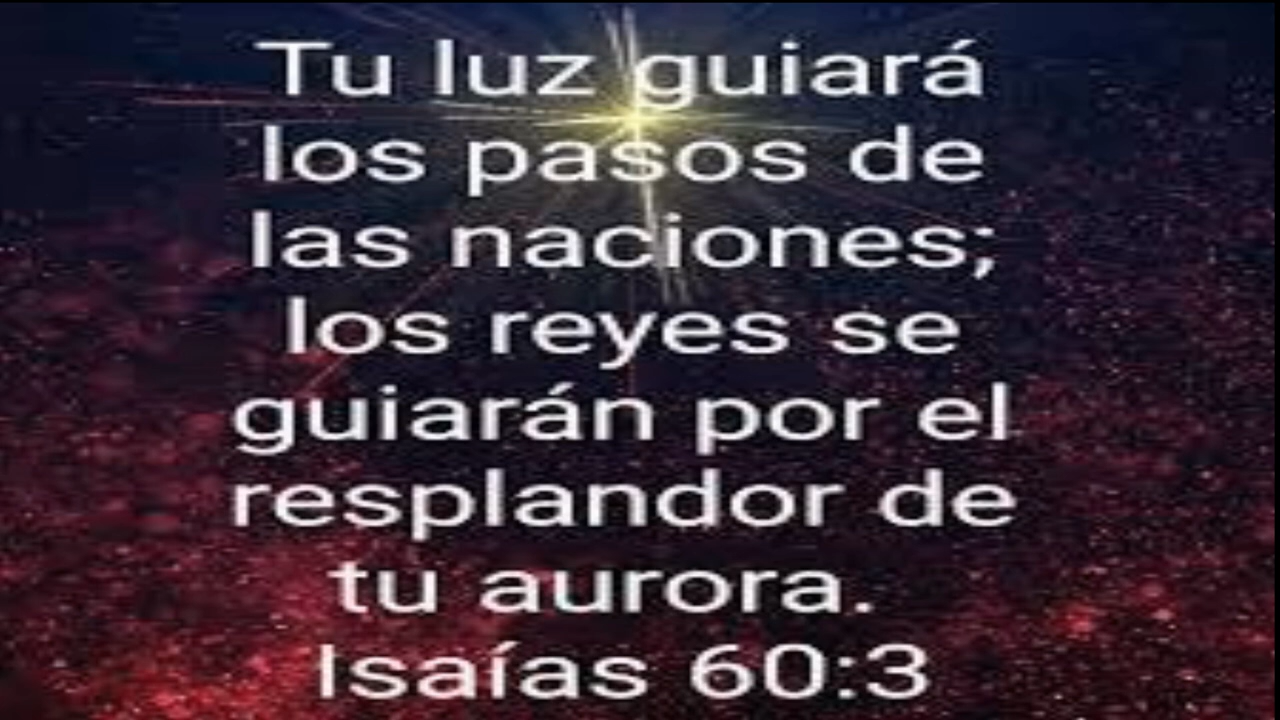 Tu luz guiará
los pasos de
las naciones;
los reyes se
guiarán por el
resplandor de
tu aurora.
Isaías 60:3